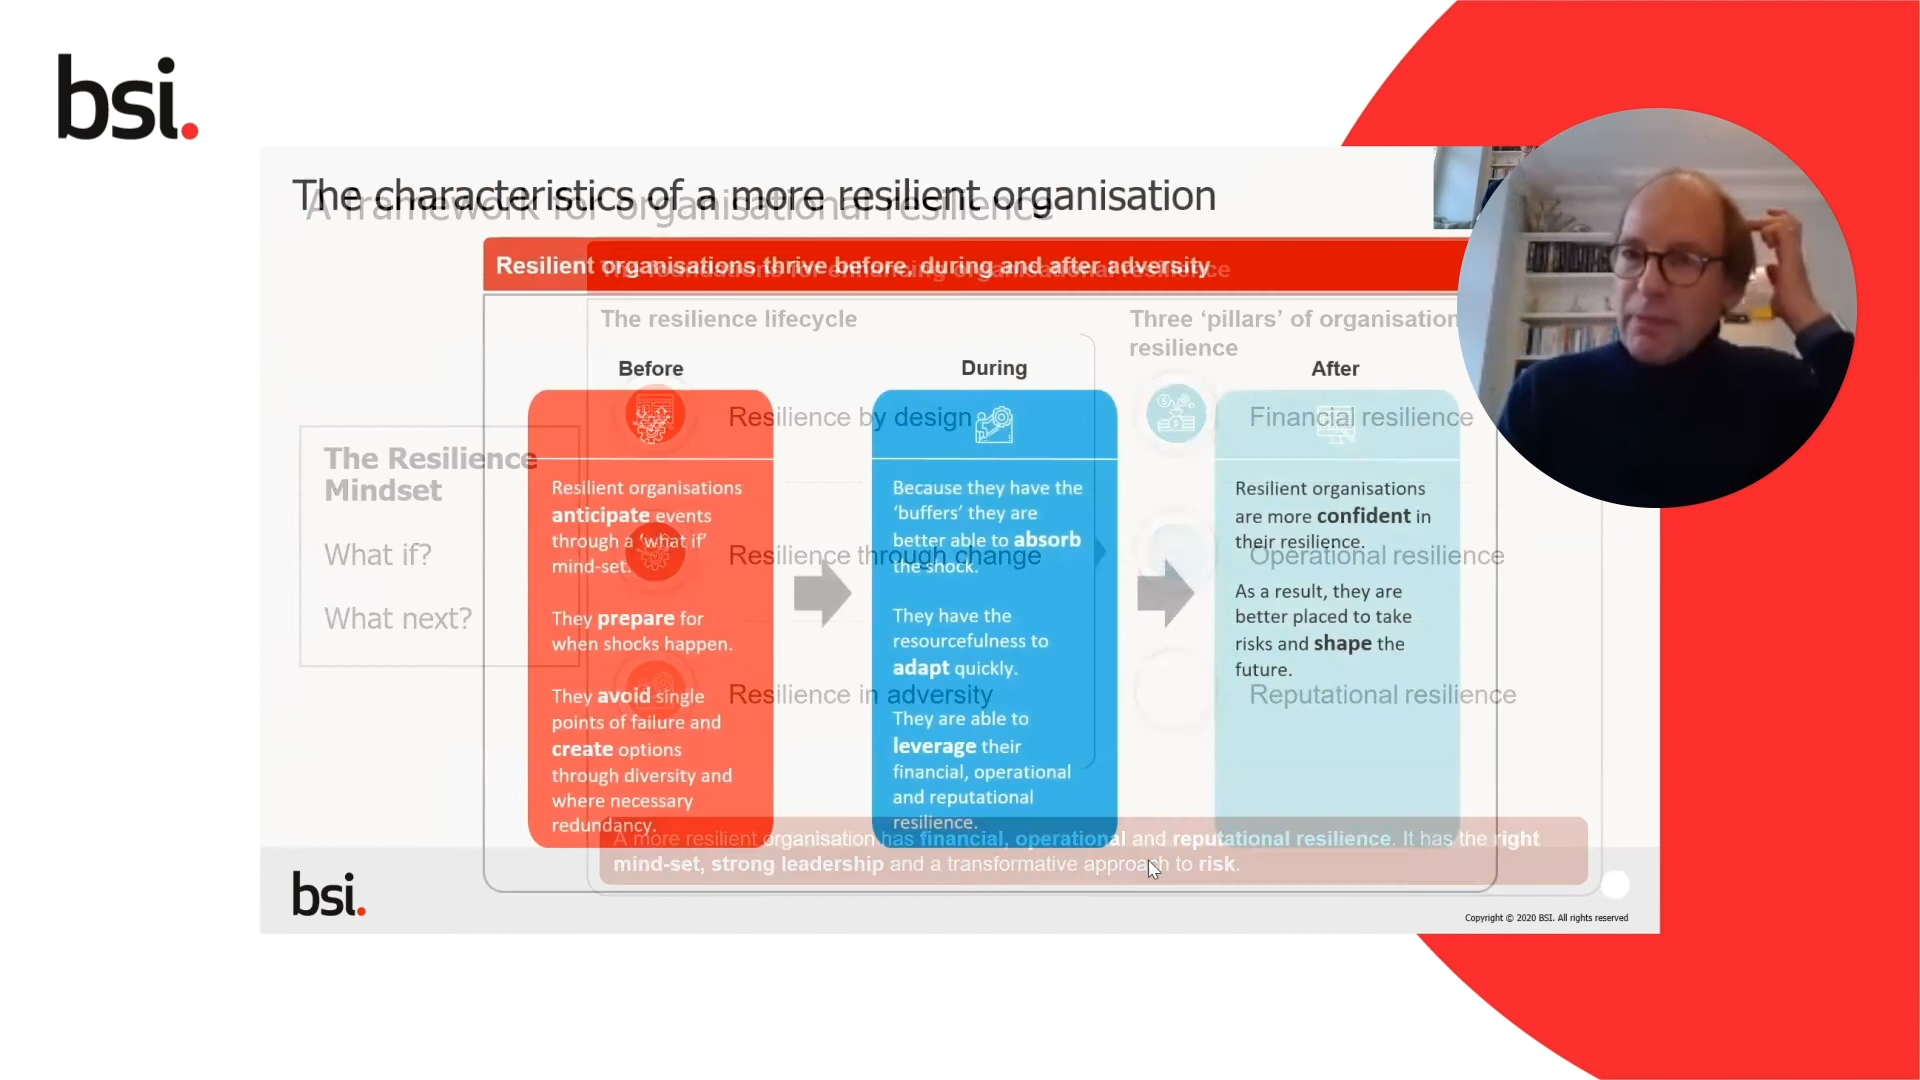 bsi.
The characteristics of a more resilient organisation
A framework for organisational resilience
Resilient organisations thrive before, during and after adversity
The foundations for enhancing organisational resilience
The resilience lifecycle
Three ‘pillars’ of organisation
resilience
Before
During
After
The Resilience
Mindset
What if?
What next?
Resilience by design
Resilience through change
Resilience in adversity
Financial resilience
Operational resilience
Reputational resilience
Resilient organisations
anticipate events
through a ‘what if’
mind-set.
They prepare for
when shocks happen.
They avoid single
points of failure and
create options
through diversity and
where necessary
redundancy.
Because they have the
‘buffers’ they are
better able to absorb
the shock.
They have the
resourcefulness to
adapt quickly.
They are able to
leverage their
financial, operational
and reputational
resilience.
Resilient organisations
are more confident in
their resilience.
As a result, they are
better placed to take
risks and shape the
future.
A more resilient organisation has financial, operational and reputational resilience. It has the right
mind-set, strong leadership and a transformative approach to risk.
bsi.
Copyright © 2020 BSI. All rights reserved